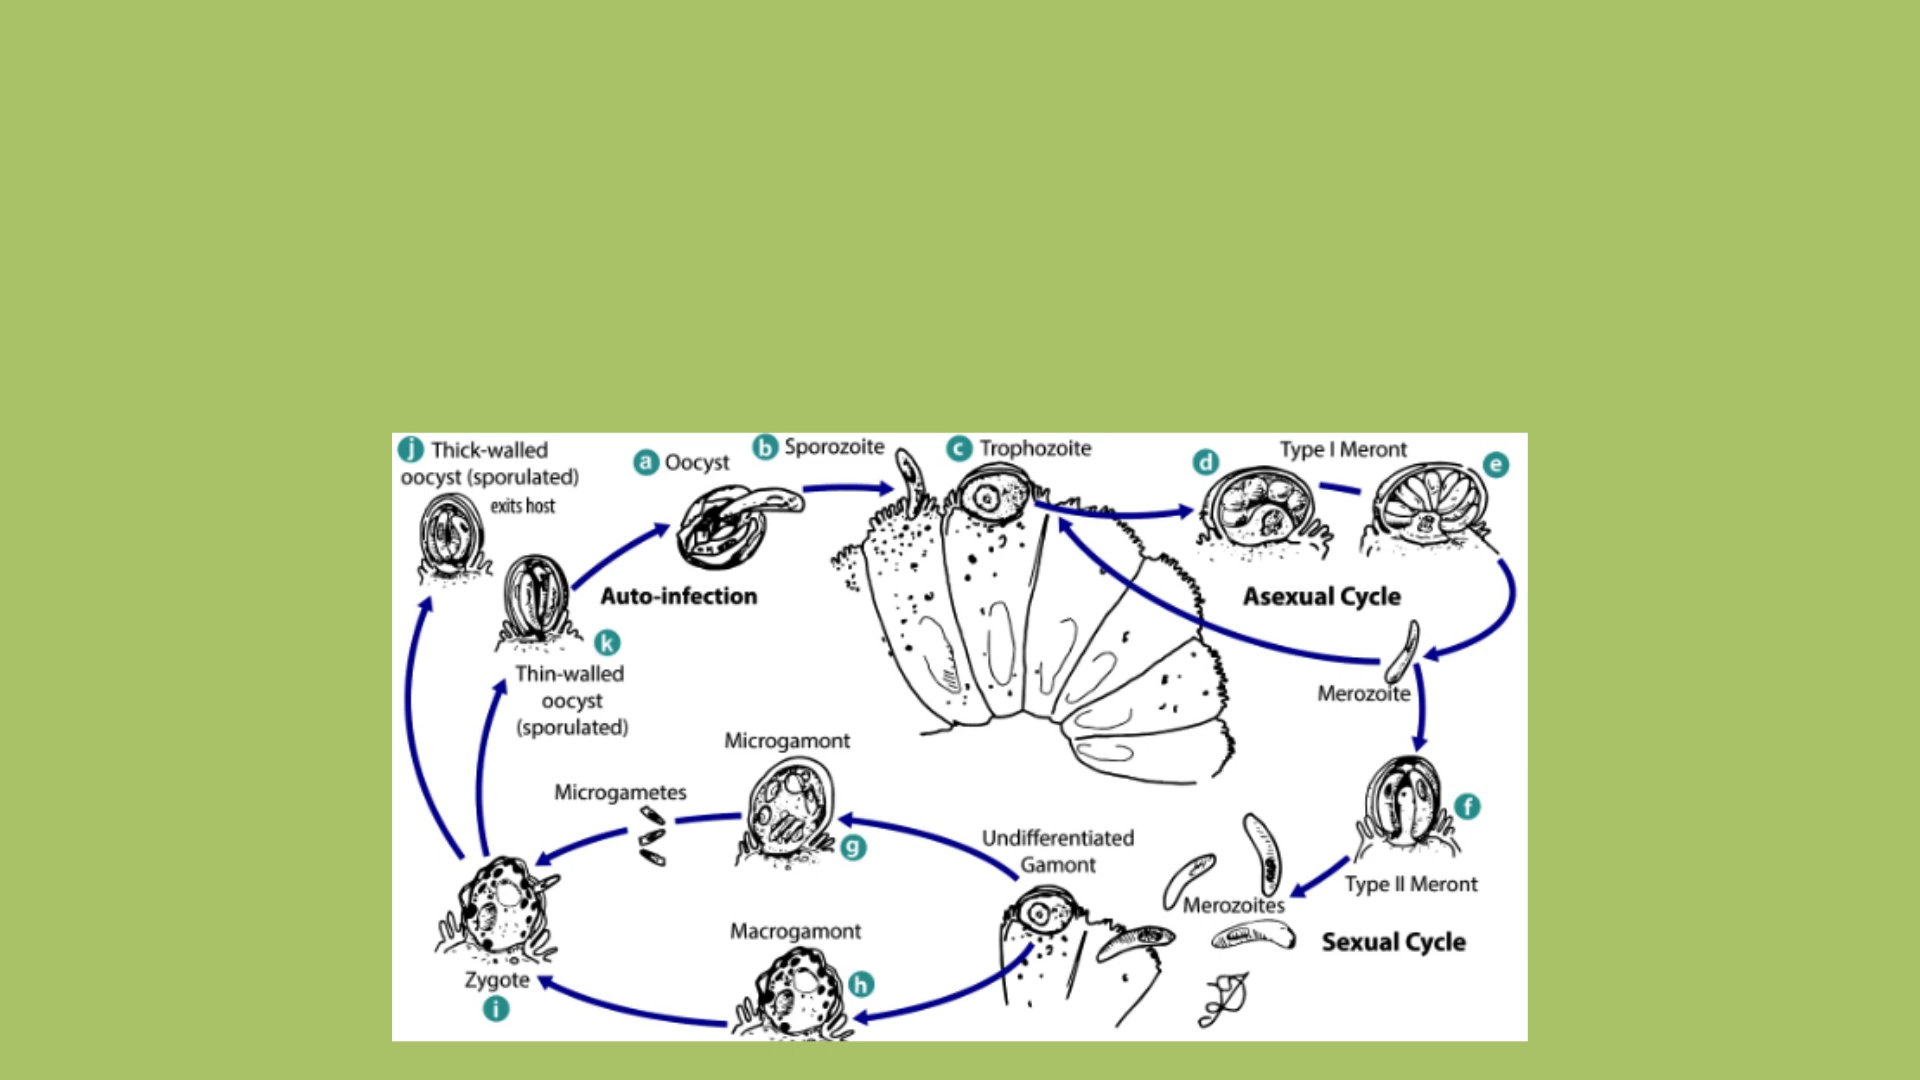 j Thick-walled
oocyst (sporulated)
exits host
a Oocyst
b Sporozoite
c Trophozoite
d
Type I Meront
e
Auto-infection
Asexual Cycle
k
Thin-walled
oocyst
(sporulated)
Merozoite
Microgamont
Microgametes
g
Undifferentiated
Gamont
f
Type II Meront
Merozoites
Sexual Cycle
Macrogamont
h
Zygote
i